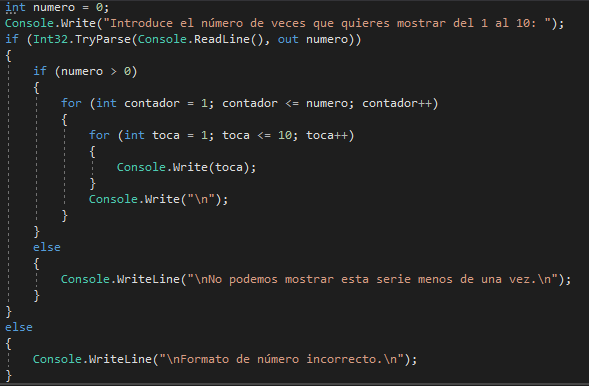 int numero = 0;
Console.Write("Introduce el número de veces que quieres mostrar del 1 al 10: ");
if (Int32.TryParse(Console.ReadLine(), out numero))
{
    if (numero > 0)
    {
        for (int contador = 1; contador <= numero; contador++)
        {
            for (int toca = 1; toca <= 10; toca++)
            {
                Console.Write(toca);
            }
            Console.Write("\n");
        }
    }
    else
    {
        Console.WriteLine("\nNo podemos mostrar esta serie menos de una vez.\n");
    }
}
else
{
    Console.WriteLine("\nFormato de número incorrecto.\n");
}